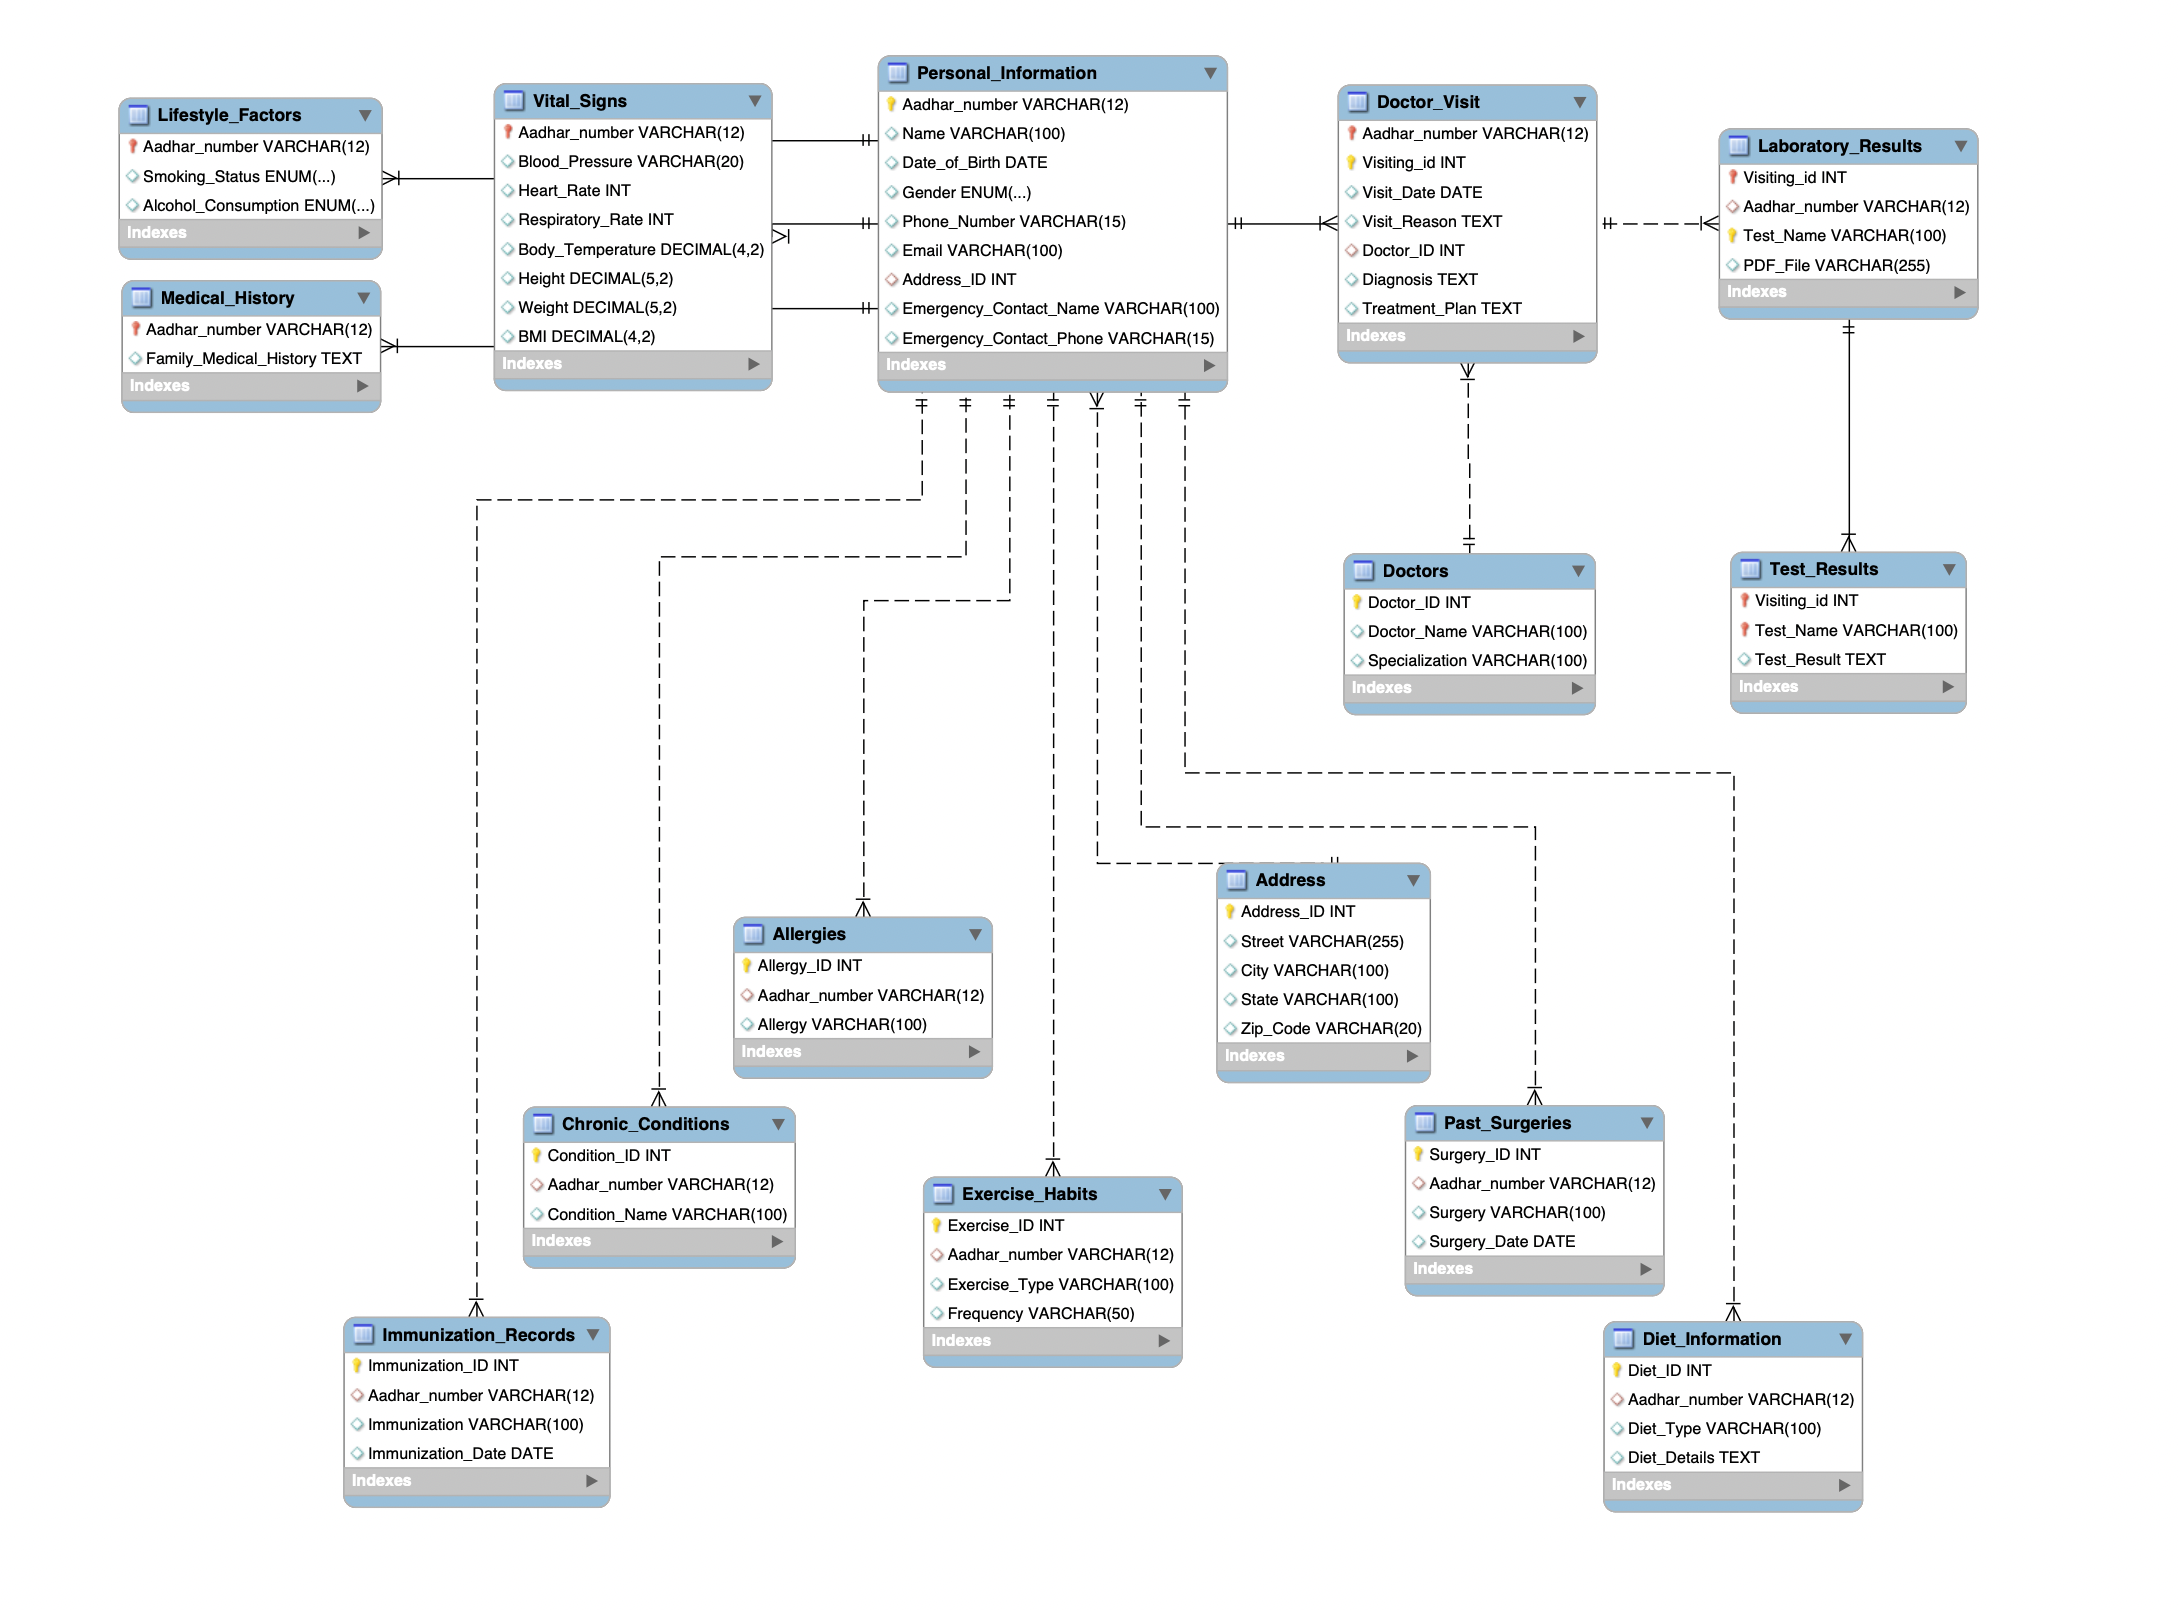 Lifestyle_Factors
Aadhar_number VARCHAR(12)
Smoking_Status ENUM(...)
Alcohol_Consumption ENUM(...)
Indexes
Medical_History
Aadhar_number VARCHAR(12)
Family_Medical_History TEXT
Indexes
Vital_Signs
Aadhar_number VARCHAR(12)
Blood_Pressure VARCHAR(20)
Heart_Rate INT
Respiratory_Rate INT
Body_Temperature DECIMAL(4,2)
Height DECIMAL(5,2)
Weight DECIMAL(5,2)
BMI DECIMAL(4,2)
Indexes
Personal_Information
Aadhar_number VARCHAR(12)
Name VARCHAR(100)
Date_of_Birth DATE
Gender ENUM(...)
Phone_Number VARCHAR(15)
Email VARCHAR(100)
Address_ID INT
Emergency_Contact_Name VARCHAR(100)
Emergency_Contact_Phone VARCHAR(15)
Indexes
Doctor_Visit
Aadhar_number VARCHAR(12)
Visiting_id INT
Visit_Date DATE
Visit_Reason TEXT
Doctor_ID INT
Diagnosis TEXT
Treatment_Plan TEXT
Indexes
Laboratory_Results
Visiting_id INT
Aadhar_number VARCHAR(12)
Test_Name VARCHAR(100)
PDF_File VARCHAR(255)
Indexes
Doctors
Doctor_ID INT
Doctor_Name VARCHAR(100)
Specialization VARCHAR(100)
Indexes
Test_Results
Visiting_id INT
Test_Name VARCHAR(100)
Test_Result TEXT
Indexes
Allergies
Allergy_ID INT
Aadhar_number VARCHAR(12)
Allergy VARCHAR(100)
Indexes
Address
Address_ID INT
Street VARCHAR(255)
City VARCHAR(100)
State VARCHAR(100)
Zip_Code VARCHAR(20)
Indexes
Chronic_Conditions
Condition_ID INT
Aadhar_number VARCHAR(12)
Condition_Name VARCHAR(100)
Indexes
Exercise_Habits
Exercise_ID INT
Aadhar_number VARCHAR(12)
Exercise_Type VARCHAR(100)
Frequency VARCHAR(50)
Indexes
Past_Surgeries
Surgery_ID INT
Aadhar_number VARCHAR(12)
Surgery VARCHAR(100)
Surgery_Date DATE
Indexes
Immunization_Records
Immunization_ID INT
Aadhar_number VARCHAR(12)
Immunization VARCHAR(100)
Immunization_Date DATE
Indexes
Diet_Information
Diet_ID INT
Aadhar_number VARCHAR(12)
Diet_Type VARCHAR(100)
Diet_Details TEXT
Indexes